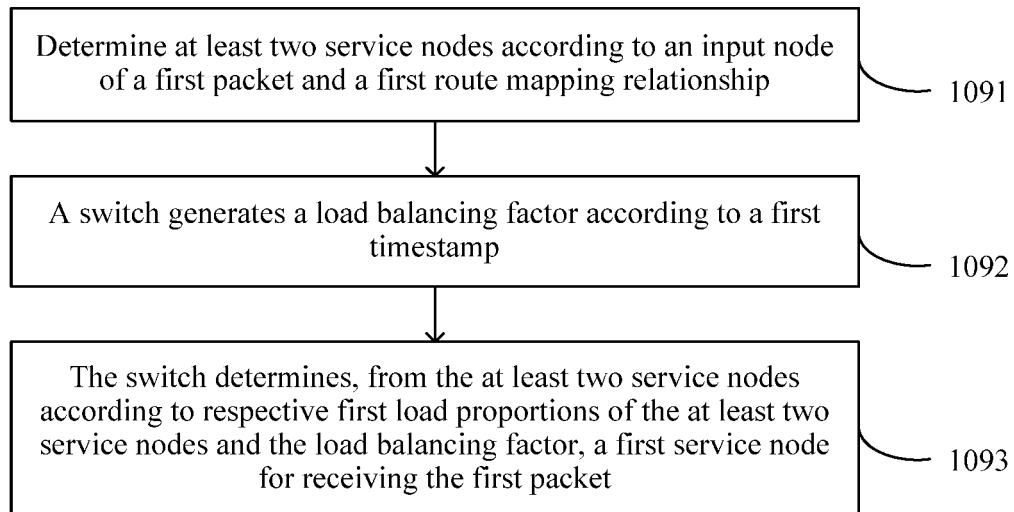 Determine at least two service nodes according to an input node
of a first packet and a first route mapping relationship
1091
A switch generates a load balancing factor according to a first
timestamp
1092
The switch determines, from the at least two service nodes
according to respective first load proportions of the at least two
service nodes and the load balancing factor, a first service node
for receiving the first packet
1093